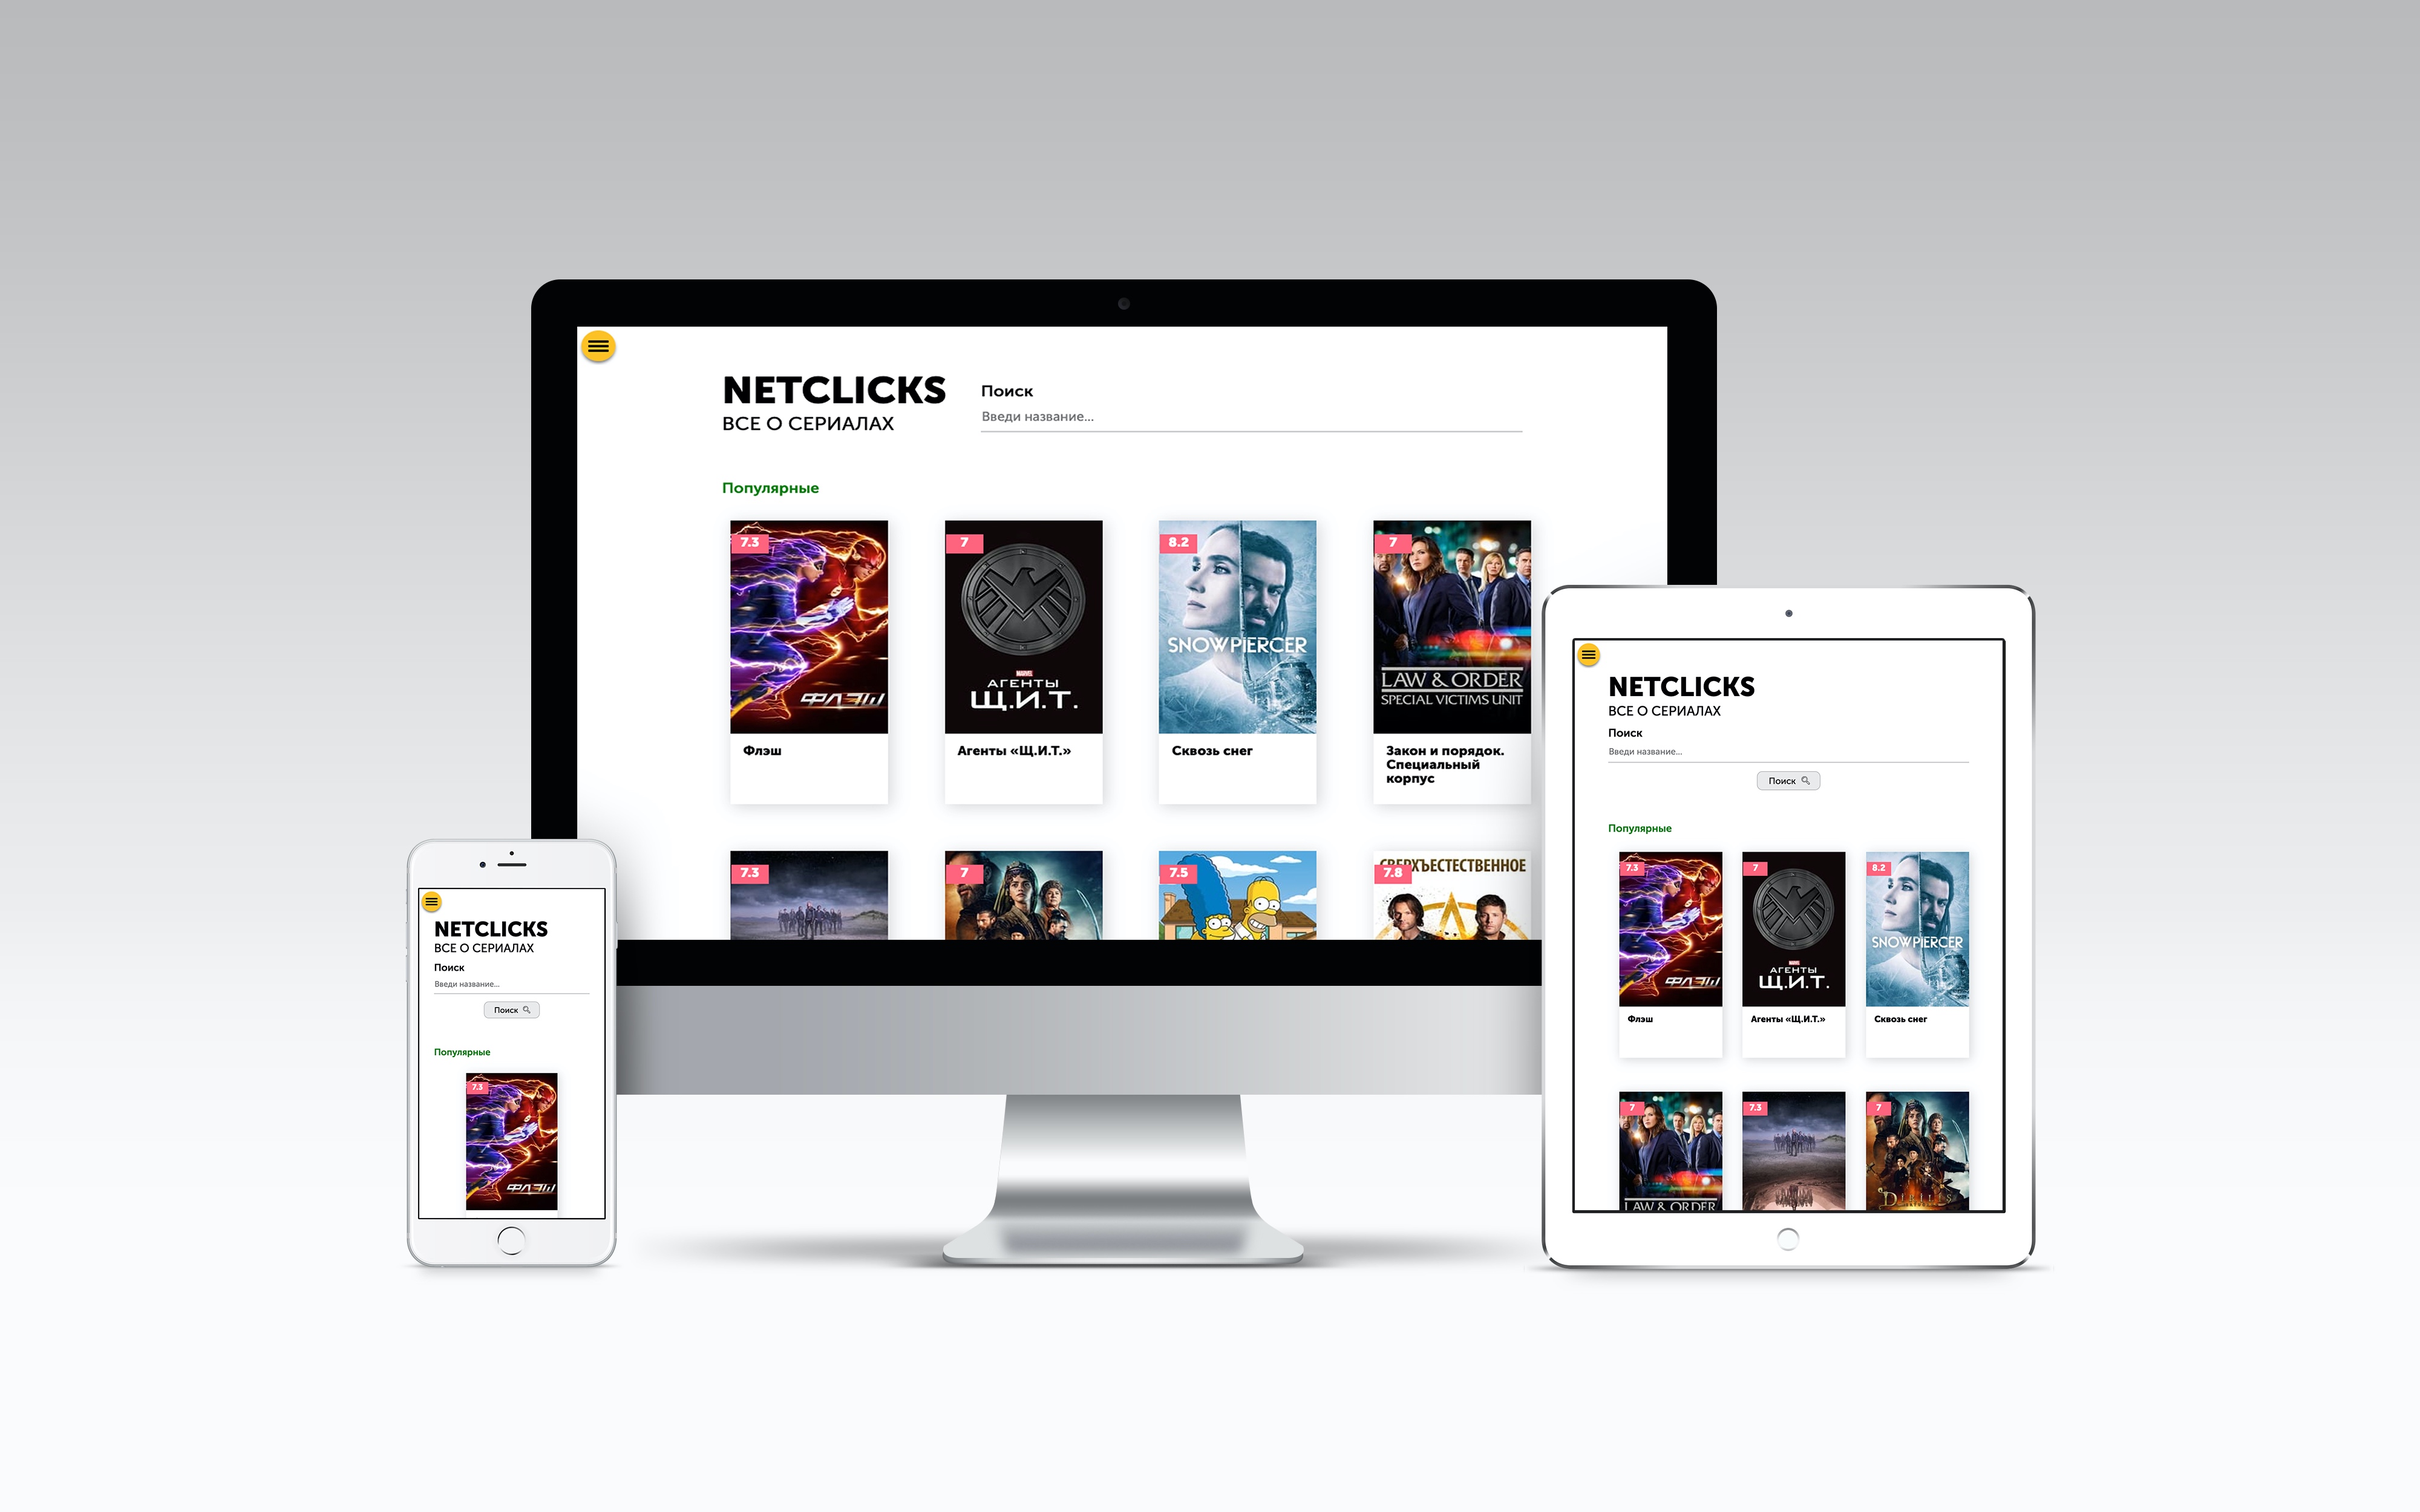 NETCLICKS
ВСЕ О СЕРИАЛАХ
Поиск
Введи название...
Популярные
7.3
ФЛЭШ
Флэш
7
MARVEL
АГЕНТЫ
Щ.И.Т.
Агенты «Щ.И.Т.»
8.2
SNOWPIERCER
Сквозь снег
7
LAW & ORDER
SPECIAL VICTIMS UNIT
Закон и порядок.
Специальный
корпус
7.3
7
7.5
7.8
СВЕРХЪЕСТЕСТВЕННОЕ
NETCLICKS
ВСЕ О СЕРИАЛАХ
Поиск
Введи название...
Поиск
Популярные
7.3
ФЛЭШ
NETCLICKS
ВСЕ О СЕРИАЛАХ
Поиск
Введи название...
Поиск
Популярные
7.3
ФЛЭШ
Флэш
7
MARVEL
АГЕНТЫ
Щ.И.Т.
Агенты «Щ.И.Т.»
8.2
SNOWPIERCER
Сквозь снег
7
LAW & ORDER
7.3
7